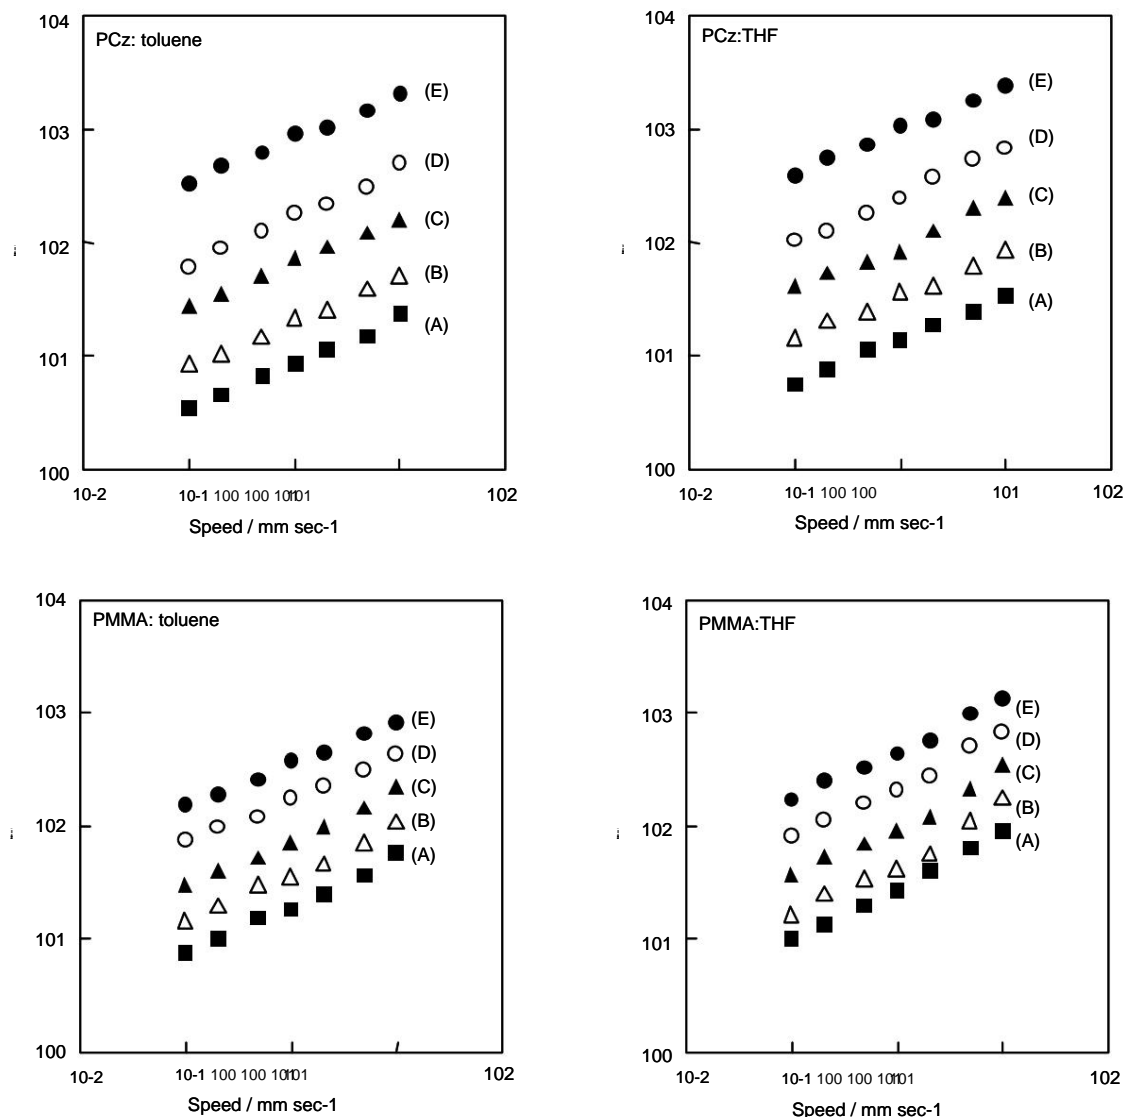 104
PCz: toluene
(E)
103
(D)
(C)
102
(B)
(A)
101
100
10-2
10-1 100 100 101
102
Speed / mm sec-1
104
PCz:THF
(E)
103
(D)
(C)
102
(B)
(A)
101
100
10-2
10-1 100 100
101
102
Speed / mm sec-1
104
PMMA: toluene
103
(E)
(D)
(C)
102
(B)
(A)
101
100
10-2
10-1 100 100 101
102
Speed / mm sec-1
104
PMMA:THF
103
(E)
(D)
(C)
102
(B)
(A)
101
100
10-2
10-1 100 100 101
102
Speed / mm sec-1